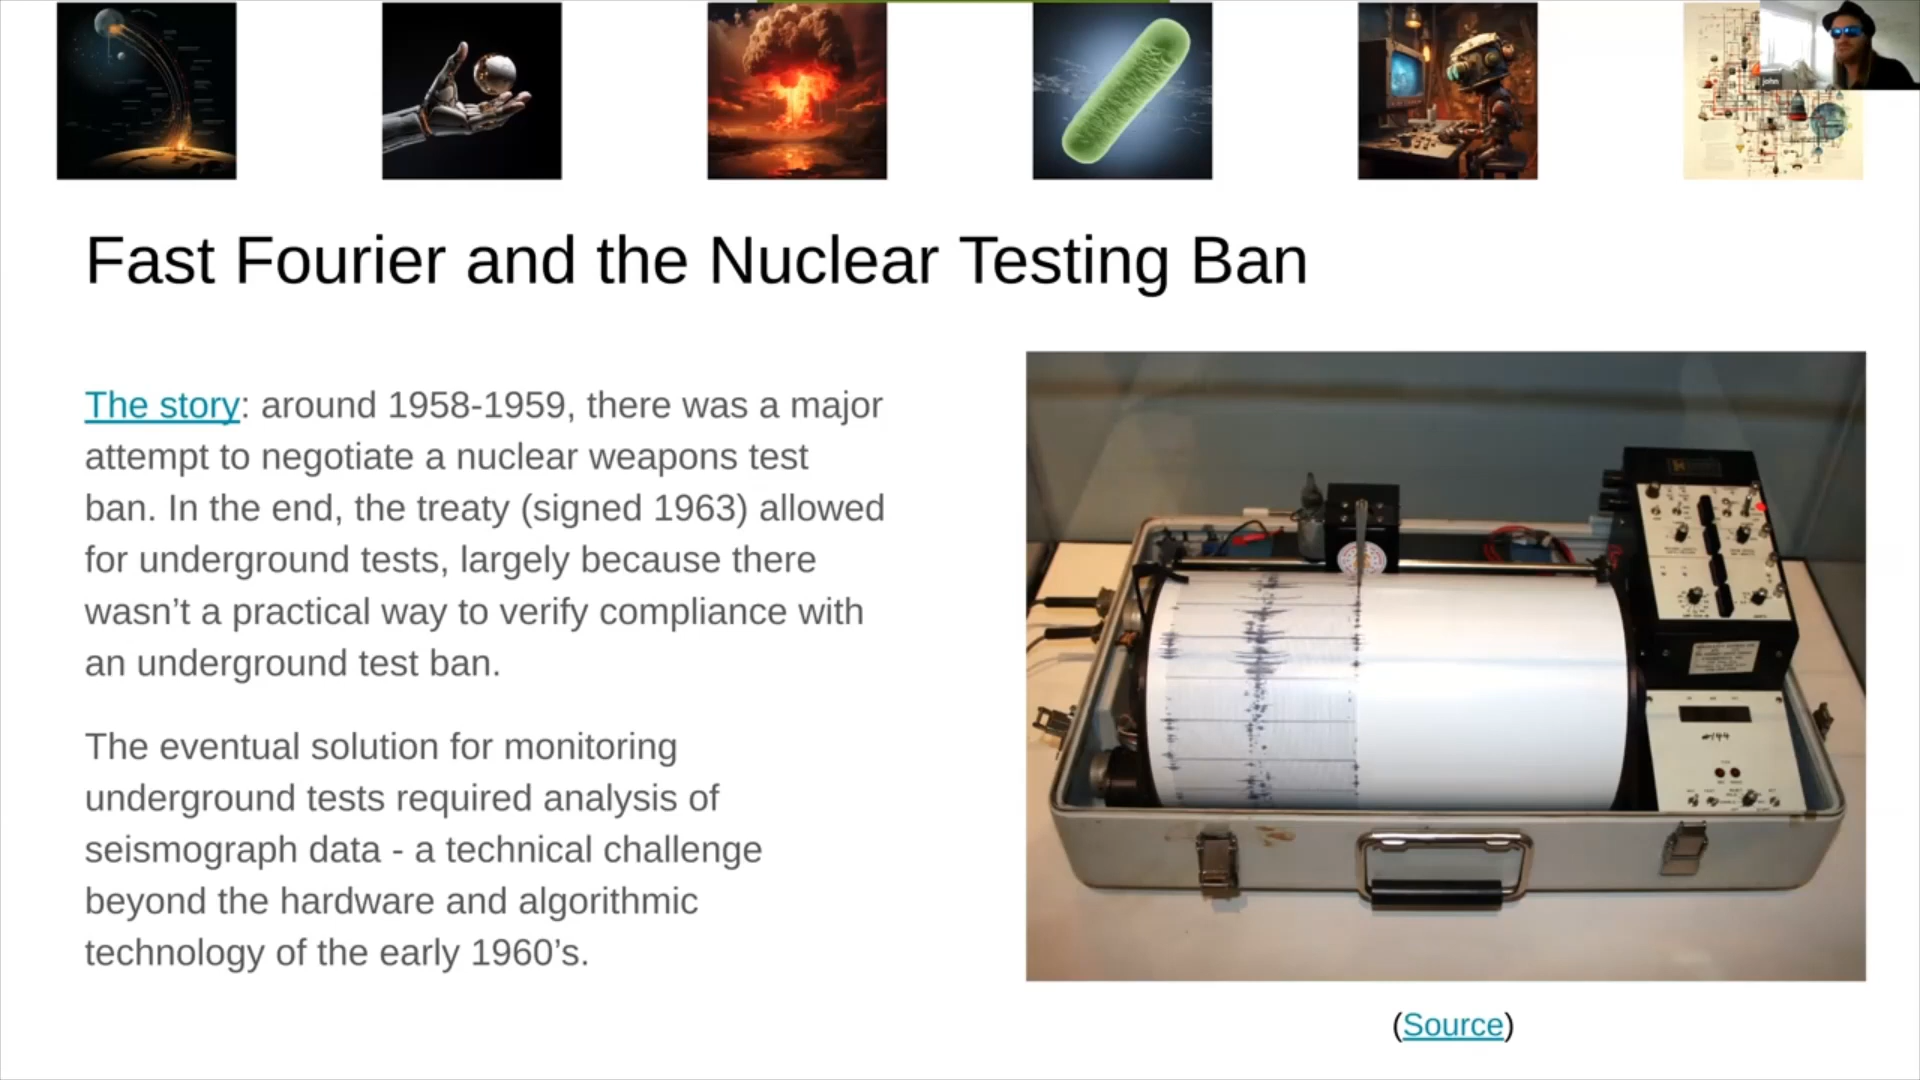 john
Fast Fourier and the Nuclear Testing Ban
The story: around 1958-1959, there was a major
attempt to negotiate a nuclear weapons test
ban. In the end, the treaty (signed 1963) allowed
for underground tests, largely because there
wasn’t a practical way to verify compliance with
an underground test ban.
The eventual solution for monitoring
underground tests required analysis of
seismograph data - a technical challenge
beyond the hardware and algorithmic
technology of the early 1960’s.
(Source)